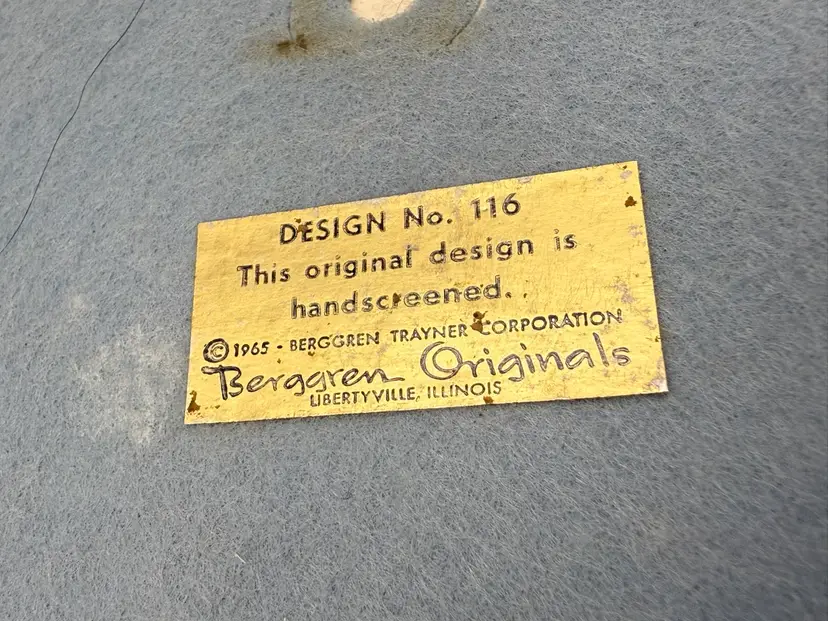 DESIGN No. 116
This original design is
handscreened.
© 1965 - BERGGREN TRAYNER CORPORATION
Berggren Originals
LIBERTYVILLE, ILLINOIS